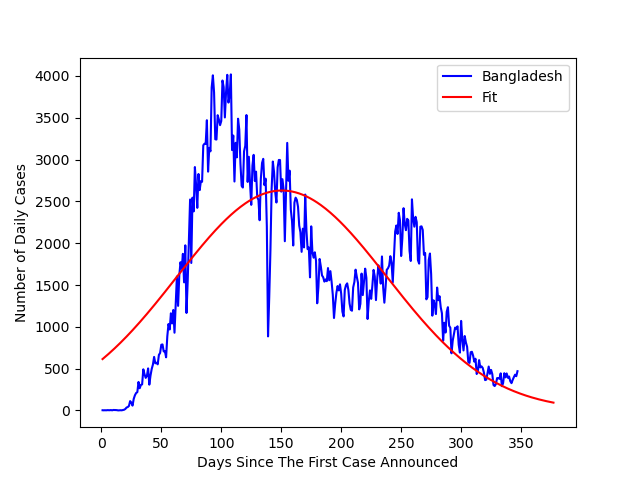 Bangladesh
Fit
4000
3500
3000
2500
2000
1500
1000
500
0
Number of Daily Cases
0 50 100 150 200 250 300 350
Days Since The First Case Announced